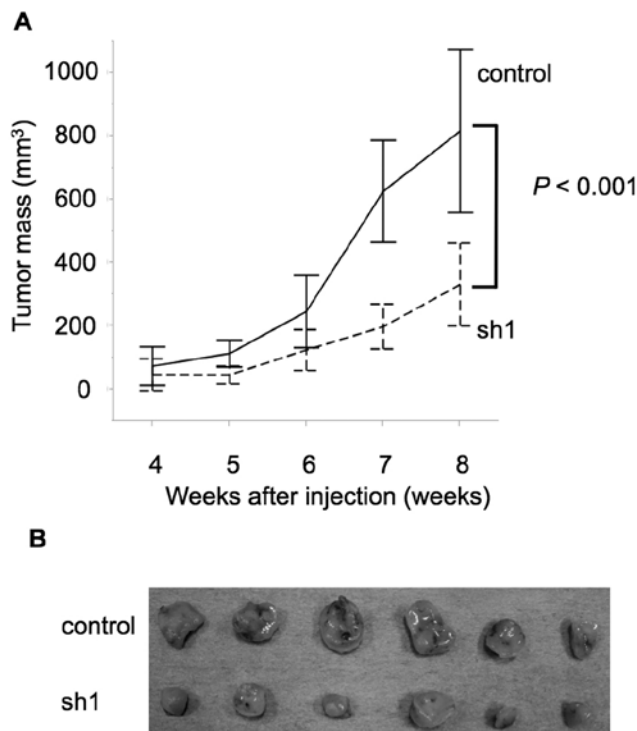 A
1000
800
600
400
200
0
Tumor mass (mm³)
control
P < 0.001
sh1
4 5 6 7 8
Weeks after injection (weeks)
B
control
sh1